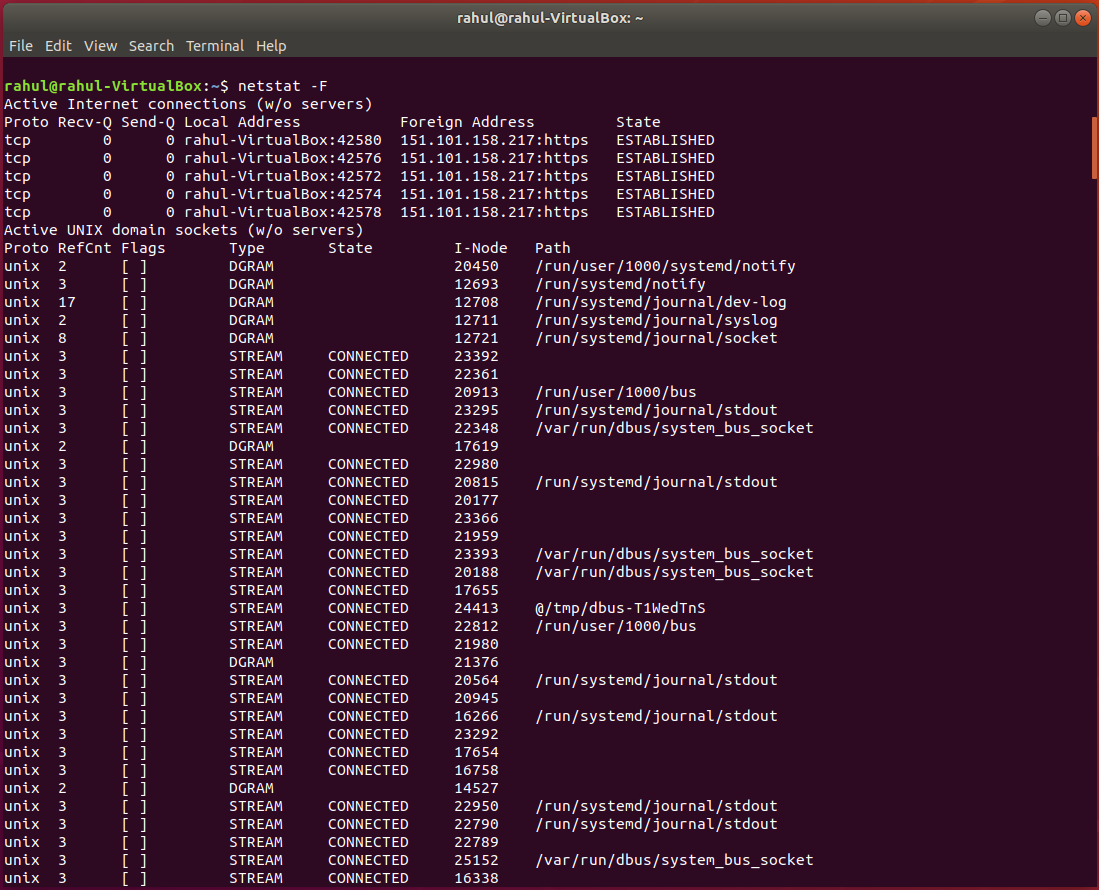 rahul@rahul-VirtualBox: ~
File Edit View Search Terminal Help
rahul@rahul-VirtualBox:~$ netstat -F
Active Internet connections (w/o servers)
Proto Recv-Q Send-Q Local Address           Foreign Address         State
tcp        0      0 rahul-VirtualBox:42580  151.101.158.217:https   ESTABLISHED
tcp        0      0 rahul-VirtualBox:42576  151.101.158.217:https   ESTABLISHED
tcp        0      0 rahul-VirtualBox:42572  151.101.158.217:https   ESTABLISHED
tcp        0      0 rahul-VirtualBox:42574  151.101.158.217:https   ESTABLISHED
tcp        0      0 rahul-VirtualBox:42578  151.101.158.217:https   ESTABLISHED
Active UNIX domain sockets (w/o servers)
Proto RefCnt Flags       Type       State         I-Node   Path
unix  2      [ ]         DGRAM                    20450    /run/user/1000/systemd/notify
unix  3      [ ]         DGRAM                    12693    /run/systemd/notify
unix  17     [ ]         DGRAM                    12708    /run/systemd/journal/dev-log
unix  2      [ ]         DGRAM                    12711    /run/systemd/journal/syslog
unix  8      [ ]         DGRAM                    12721    /run/systemd/journal/socket
unix  3      [ ]         STREAM     CONNECTED     23392
unix  3      [ ]         STREAM     CONNECTED     22361
unix  3      [ ]         STREAM     CONNECTED     20913    /run/user/1000/bus
unix  3      [ ]         STREAM     CONNECTED     23295    /run/systemd/journal/stdout
unix  3      [ ]         STREAM     CONNECTED     22348    /var/run/dbus/system_bus_socket
unix  2      [ ]         DGRAM                    17619
unix  3      [ ]         STREAM     CONNECTED     22980
unix  3      [ ]         STREAM     CONNECTED     20815    /run/systemd/journal/stdout
unix  3      [ ]         STREAM     CONNECTED     20177
unix  3      [ ]         STREAM     CONNECTED     23366
unix  3      [ ]         STREAM     CONNECTED     21959
unix  3      [ ]         STREAM     CONNECTED     23393    /var/run/dbus/system_bus_socket
unix  3      [ ]         STREAM     CONNECTED     20188    /var/run/dbus/system_bus_socket
unix  3      [ ]         STREAM     CONNECTED     17655
unix  3      [ ]         STREAM     CONNECTED     24413    @/tmp/dbus-T1WedTnS
unix  3      [ ]         STREAM     CONNECTED     22812    /run/user/1000/bus
unix  3      [ ]         STREAM     CONNECTED     21980
unix  3      [ ]         DGRAM                    21376
unix  3      [ ]         STREAM     CONNECTED     20564    /run/systemd/journal/stdout
unix  3      [ ]         STREAM     CONNECTED     20945
unix  3      [ ]         STREAM     CONNECTED     16266    /run/systemd/journal/stdout
unix  3      [ ]         STREAM     CONNECTED     23292
unix  3      [ ]         STREAM     CONNECTED     17654
unix  3      [ ]         STREAM     CONNECTED     16758
unix  2      [ ]         DGRAM                    14527
unix  3      [ ]         STREAM     CONNECTED     22950    /run/systemd/journal/stdout
unix  3      [ ]         STREAM     CONNECTED     22790    /run/systemd/journal/stdout
unix  3      [ ]         STREAM     CONNECTED     22789
unix  3      [ ]         STREAM     CONNECTED     25152    /var/run/dbus/system_bus_socket
unix  3      [ ]         STREAM     CONNECTED     16338